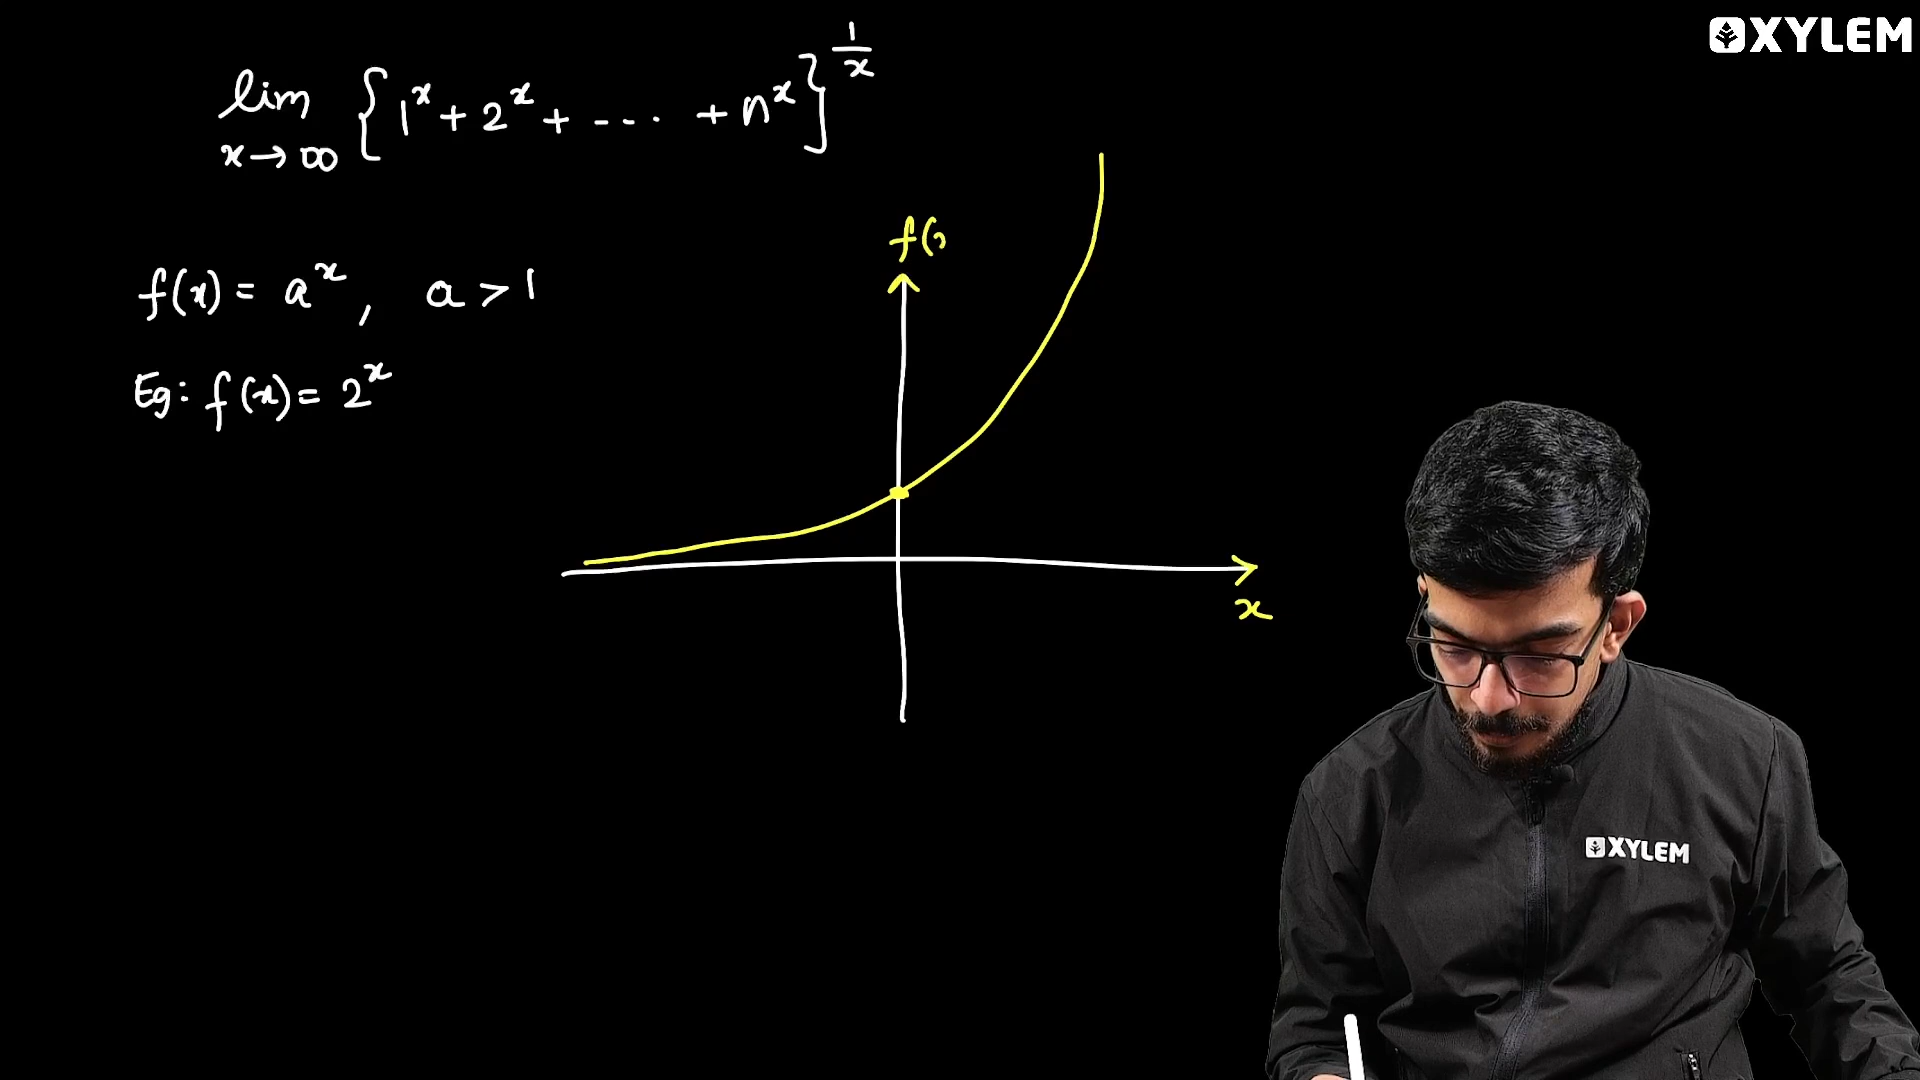 XYLEM
lim x→∞ {1^x + 2^x + --- + n^x}^(1/x)
f(x) = a^x, a > 1
Eg: f(x) = 2^x
f(
x
XYLEM